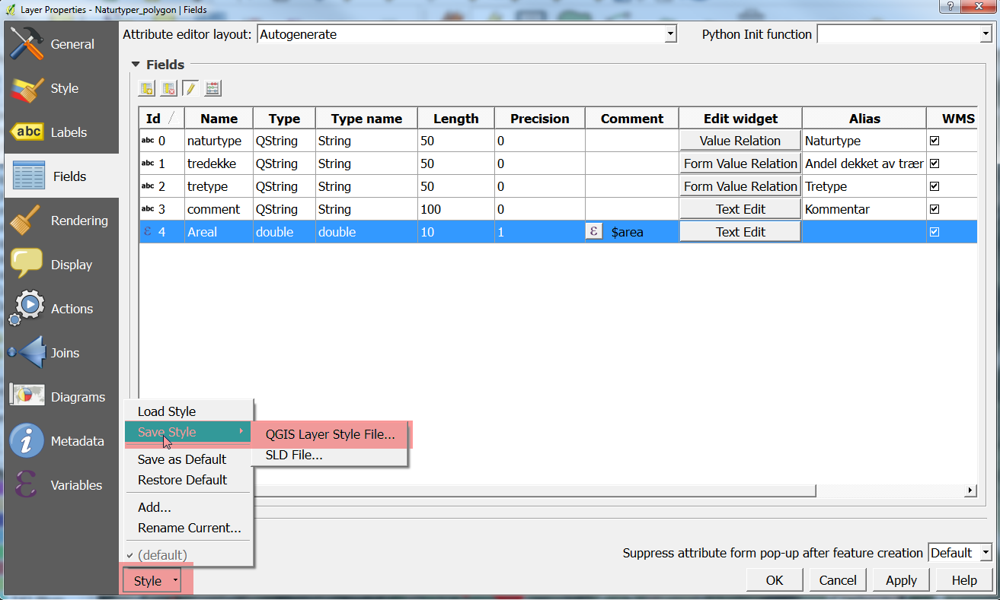 Layer Properties - Naturtyper_polygon | Fields
?
General
Style
abc Labels
Fields
Rendering
Display
Actions
Joins
Diagrams
i Metadata
ε Variables
Attribute editor layout: Autogenerate Python Init function
Fields
Id Name Type Type name Length Precision Comment Edit widget Alias WMS
abc 0 naturtype QString String 50 0 Value Relation Naturtype
abc 1 tredekke QString String 50 0 Form Value Relation Andel dekket av trær
abc 2 tretype QString String 50 0 Form Value Relation Tretype
abc 3 comment QString String 100 0 Text Edit Kommentar
ε 4 Areal double double 10 1 ε $area Text Edit
Load Style
Save Style
QGIS Layer Style File...
SLD File...
Save as Default
Restore Default
Add...
Rename Current...
(default)
Style
Suppress attribute form pop-up after feature creation Default
OK Cancel Apply Help